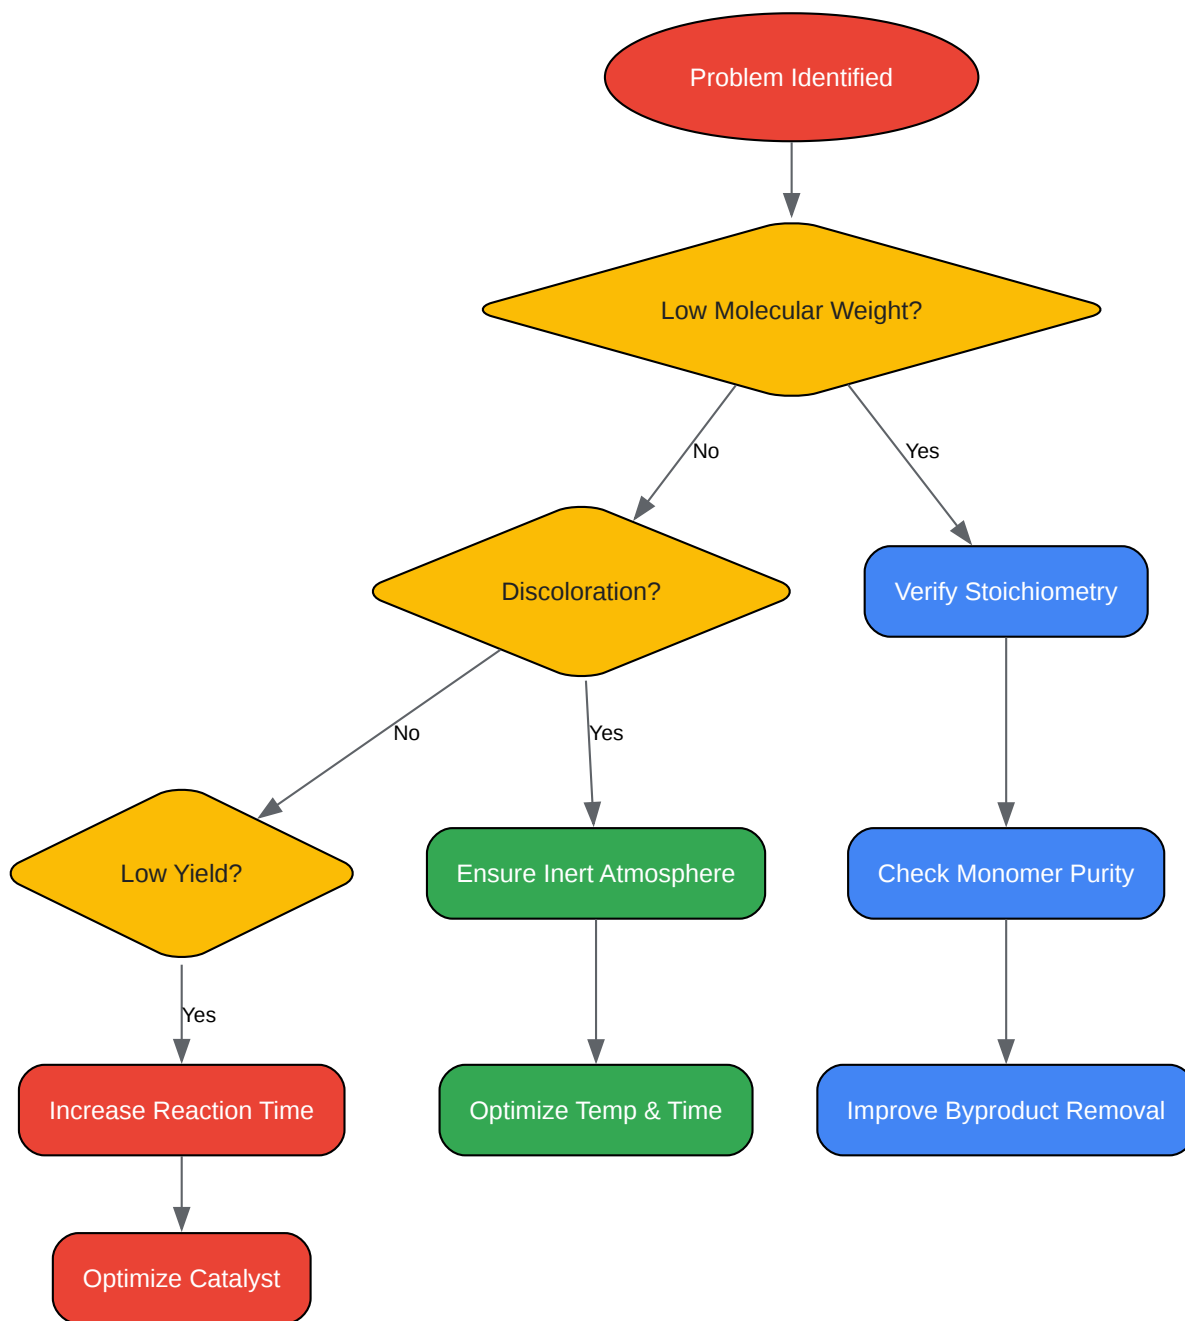 Problem Identified
Low Molecular Weight?
No
Yes
Discoloration?
Verify Stoichiometry
No
Yes
Low Yield?
Ensure Inert Atmosphere
Check Monomer Purity
Yes
Increase Reaction Time
Optimize Temp & Time
Improve Byproduct Removal
Optimize Catalyst